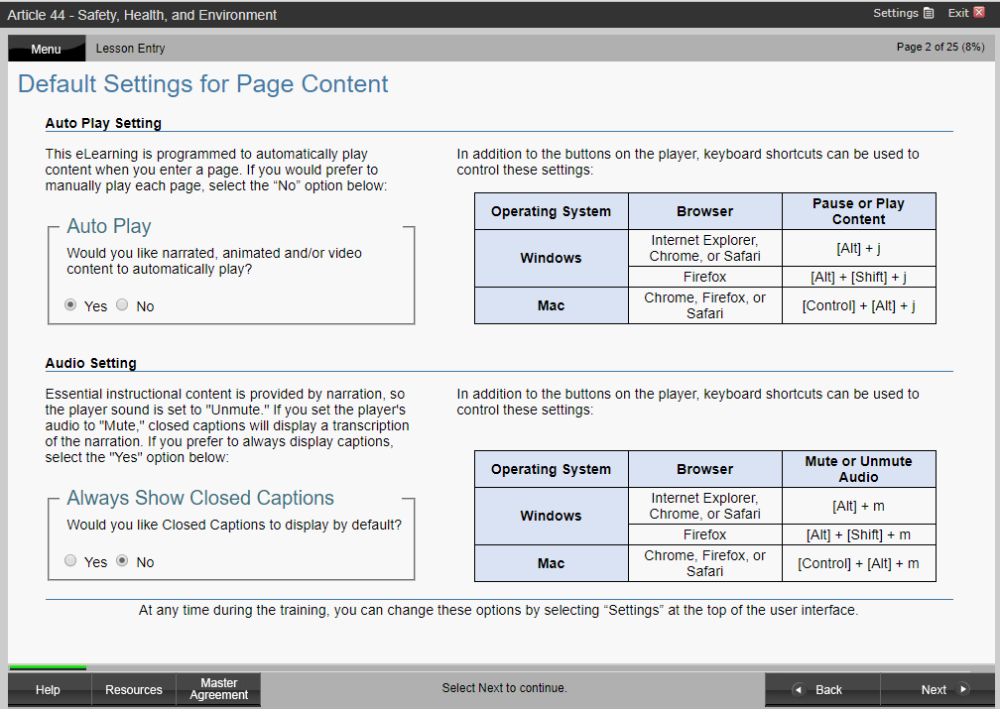 Article 44 - Safety, Health, and Environment
Settings
Exit
Menu
Lesson Entry
Page 2 of 25 (8%)
Default Settings for Page Content
Auto Play Setting
This eLearning is programmed to automatically play
content when you enter a page. If you would prefer to
manually play each page, select the “No” option below:
Auto Play
Would you like narrated, animated and/or video
content to automatically play?
Yes
No
In addition to the buttons on the player, keyboard shortcuts can be used to
control these settings:
Operating System
Browser
Pause or Play
Content
Windows
Internet Explorer,
Chrome, or Safari
[Alt] + j
Firefox
[Alt] + [Shift] + j
Mac
Chrome, Firefox, or
Safari
[Control] + [Alt] + j
Audio Setting
Essential instructional content is provided by narration, so
the player sound is set to "Unmute." If you set the player's
audio to "Mute," closed captions will display a transcription
of the narration. If you prefer to always display captions,
select the "Yes" option below:
Always Show Closed Captions
Would you like Closed Captions to display by default?
Yes
No
In addition to the buttons on the player, keyboard shortcuts can be used to
control these settings:
Operating System
Browser
Mute or Unmute
Audio
Windows
Internet Explorer,
Chrome, or Safari
[Alt] + m
Firefox
[Alt] + [Shift] + m
Mac
Chrome, Firefox, or
Safari
[Control] + [Alt] + m
At any time during the training, you can change these options by selecting “Settings” at the top of the user interface.
Help
Resources
Master
Agreement
Select Next to continue.
Back
Next